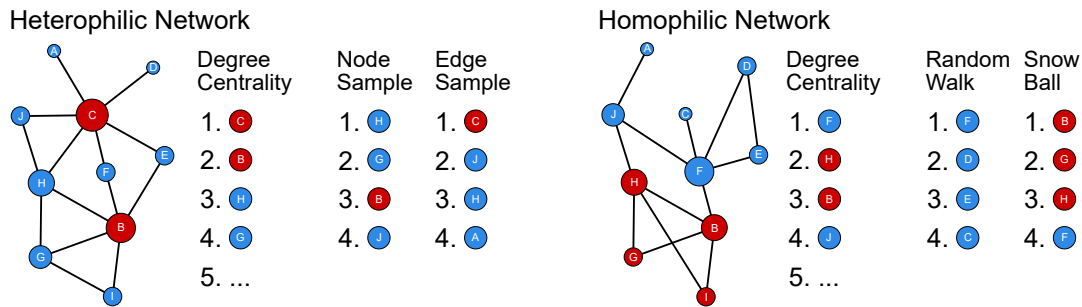 Heterophilic Network
Homophilic Network
A
D
C
J
E
F
H
B
G
I
Degree
Centrality
1. C
2. B
3. H
4. G
5. ...
Node
Sample
1. H
2. G
3. B
4. J
Edge
Sample
1. C
2. J
3. H
4. A
A
D
J
C
E
F
H
B
G
I
Degree
Centrality
1. F
2. H
3. B
4. J
5. ...
Random
Walk
1. F
2. D
3. E
4. C
Snow
Ball
1. B
2. G
3. H
4. F